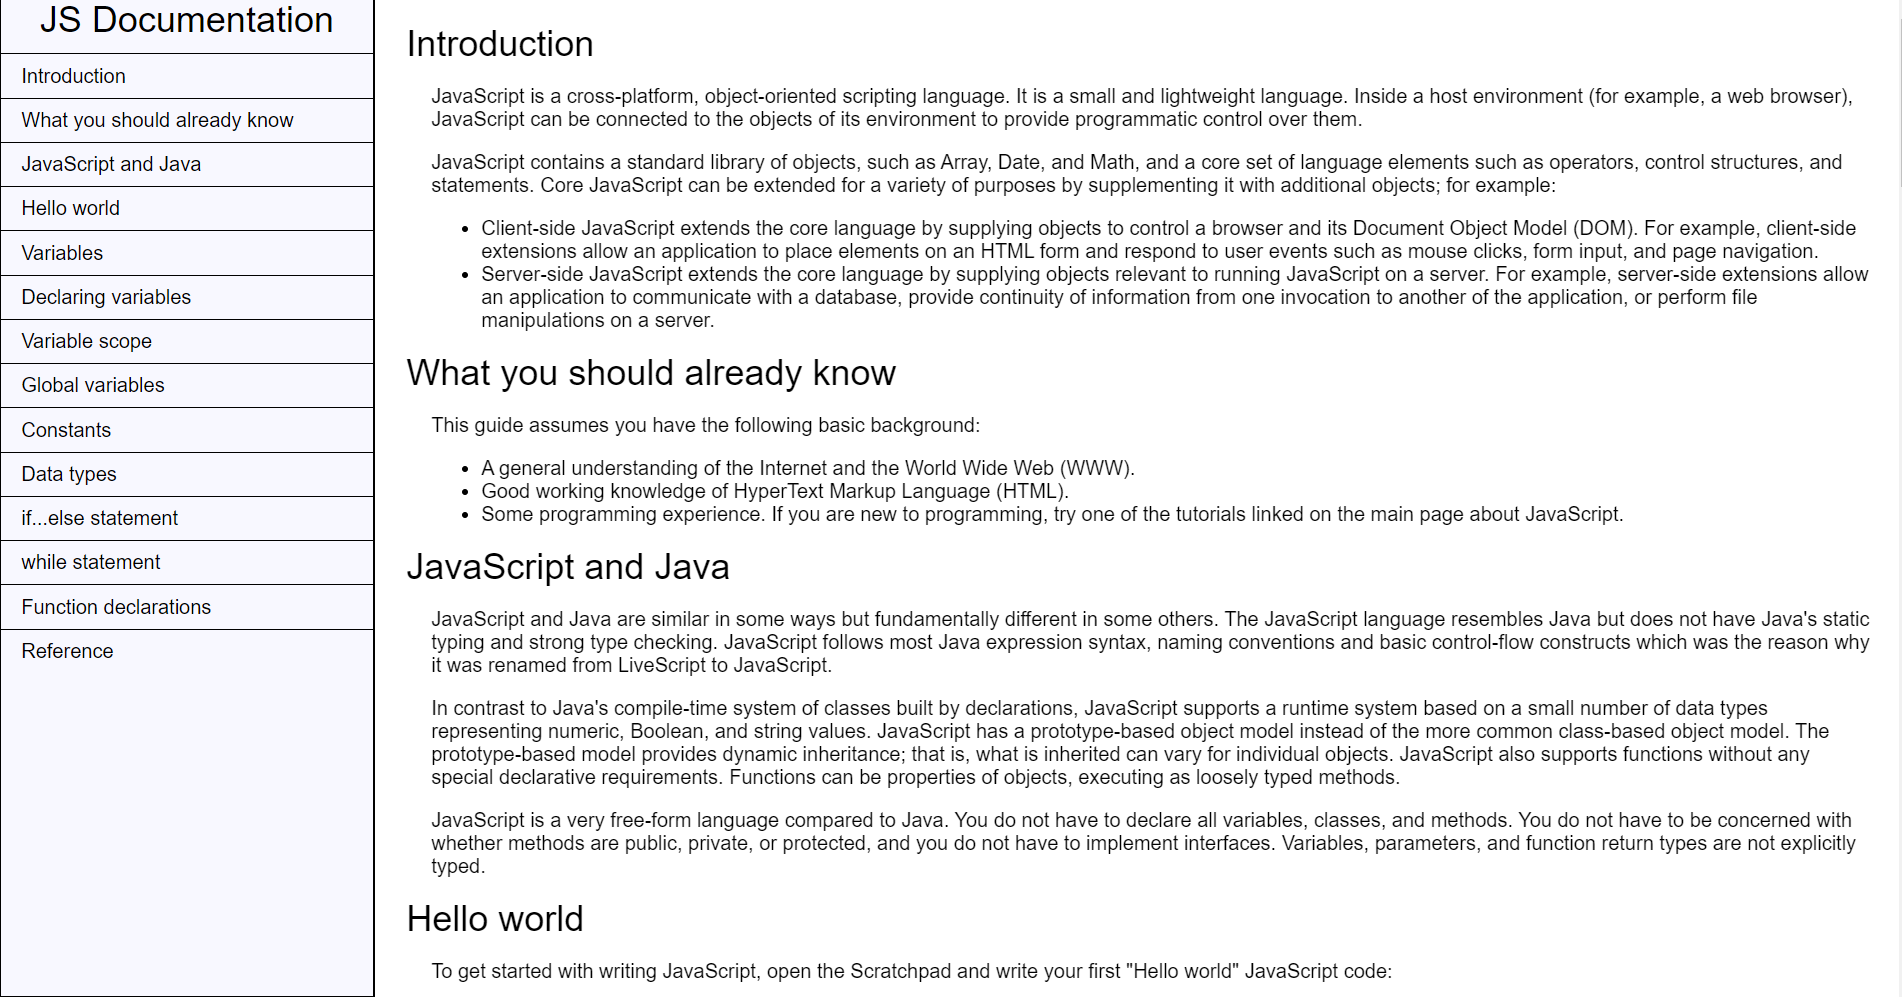 JS Documentation
Introduction
What you should already know
JavaScript and Java
Hello world
Variables
Declaring variables
Variable scope
Global variables
Constants
Data types
if...else statement
while statement
Function declarations
Reference
Introduction
JavaScript is a cross-platform, object-oriented scripting language. It is a small and lightweight language. Inside a host environment (for example, a web browser),
JavaScript can be connected to the objects of its environment to provide programmatic control over them.
JavaScript contains a standard library of objects, such as Array, Date, and Math, and a core set of language elements such as operators, control structures, and
statements. Core JavaScript can be extended for a variety of purposes by supplementing it with additional objects; for example:
• Client-side JavaScript extends the core language by supplying objects to control a browser and its Document Object Model (DOM). For example, client-side
extensions allow an application to place elements on an HTML form and respond to user events such as mouse clicks, form input, and page navigation.
• Server-side JavaScript extends the core language by supplying objects relevant to running JavaScript on a server. For example, server-side extensions allow
an application to communicate with a database, provide continuity of information from one invocation to another of the application, or perform file
manipulations on a server.
What you should already know
This guide assumes you have the following basic background:
• A general understanding of the Internet and the World Wide Web (WWW).
• Good working knowledge of HyperText Markup Language (HTML).
• Some programming experience. If you are new to programming, try one of the tutorials linked on the main page about JavaScript.
JavaScript and Java
JavaScript and Java are similar in some ways but fundamentally different in some others. The JavaScript language resembles Java but does not have Java's static
typing and strong type checking. JavaScript follows most Java expression syntax, naming conventions and basic control-flow constructs which was the reason why
it was renamed from LiveScript to JavaScript.
In contrast to Java's compile-time system of classes built by declarations, JavaScript supports a runtime system based on a small number of data types
representing numeric, Boolean, and string values. JavaScript has a prototype-based object model instead of the more common class-based object model. The
prototype-based model provides dynamic inheritance; that is, what is inherited can vary for individual objects. JavaScript also supports functions without any
special declarative requirements. Functions can be properties of objects, executing as loosely typed methods.
JavaScript is a very free-form language compared to Java. You do not have to declare all variables, classes, and methods. You do not have to be concerned with
whether methods are public, private, or protected, and you do not have to implement interfaces. Variables, parameters, and function return types are not explicitly
typed.
Hello world
To get started with writing JavaScript, open the Scratchpad and write your first "Hello world" JavaScript code: